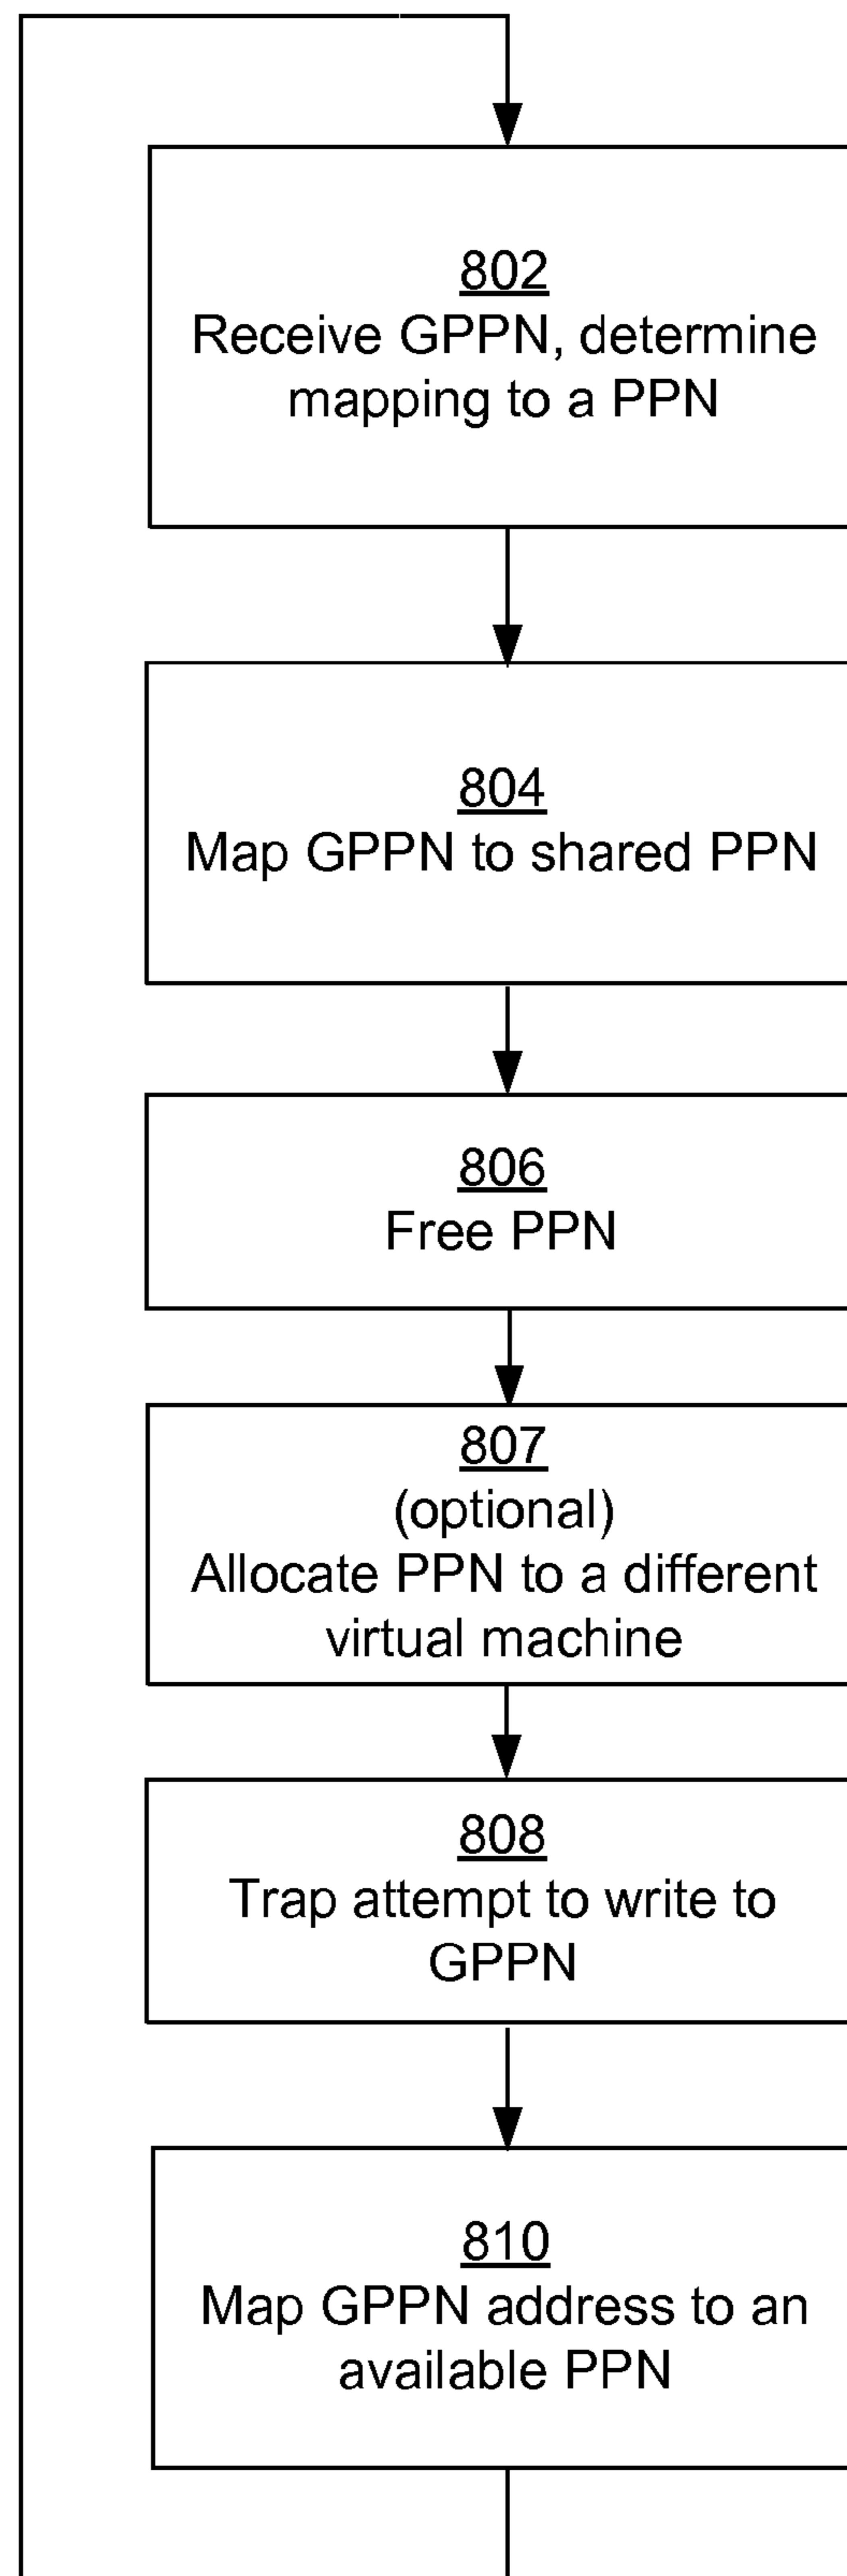 802
Receive GPPN, determine
mapping to a PPN
804
Map GPPN to shared PPN
806
Free PPN
807
(optional)
Allocate PPN to a different
virtual machine
808
Trap attempt to write to
GPPN
810
Map GPPN address to an
available PPN